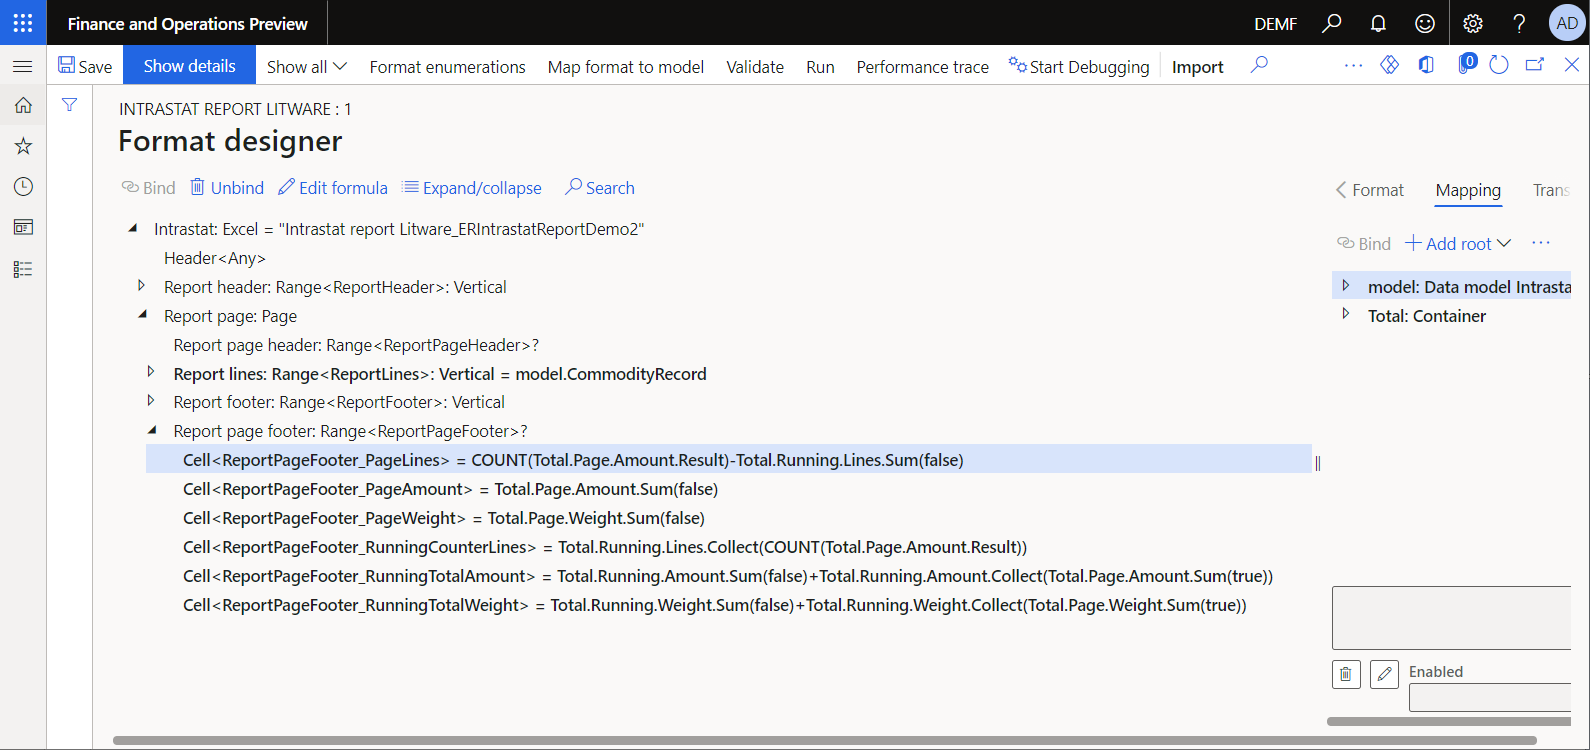 Finance and Operations Preview
DEMF
?
AD
Save
Show details
Show all
Format enumerations
Map format to model
Validate
Run
Performance trace
Start Debugging
Import
0
INTRASTAT REPORT LITWARE : 1
Format designer
Bind
Unbind
Edit formula
Expand/collapse
Search
Format
Mapping
Trans
Intrastat: Excel = "Intrastat report Litware_ERIntrastatReportDemo2"
Bind
Add root
Header<Any>
Report header: Range<ReportHeader>: Vertical
model: Data model Intrasta
Report page: Page
Total: Container
Report page header: Range<ReportPageHeader>?
Report lines: Range<ReportLines>: Vertical = model.CommodityRecord
Report footer: Range<ReportFooter>: Vertical
Report page footer: Range<ReportPageFooter>?
Cell<ReportPageFooter_PageLines> = COUNT(Total.Page.Amount.Result)-Total.Running.Lines.Sum(false)
Cell<ReportPageFooter_PageAmount> = Total.Page.Amount.Sum(false)
Cell<ReportPageFooter_PageWeight> = Total.Page.Weight.Sum(false)
Cell<ReportPageFooter_RunningCounterLines> = Total.Running.Lines.Collect(COUNT(Total.Page.Amount.Result))
Cell<ReportPageFooter_RunningTotalAmount> = Total.Running.Amount.Sum(false)+Total.Running.Amount.Collect(Total.Page.Amount.Sum(true))
Cell<ReportPageFooter_RunningTotalWeight> = Total.Running.Weight.Sum(false)+Total.Running.Weight.Collect(Total.Page.Weight.Sum(true))
Enabled